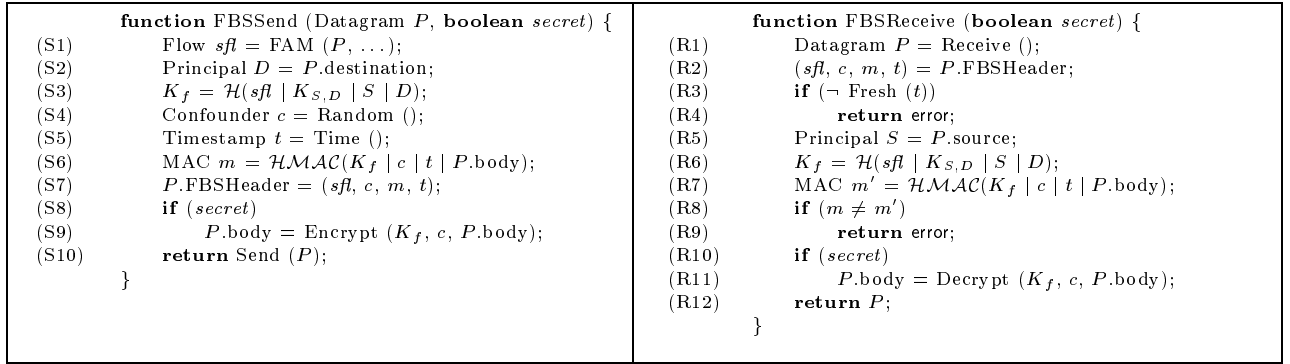 function FBSSend (Datagram P, boolean secret) {
(S1) Flow sfl = FAM (P, ...);
(S2) Principal D = P.destination;
(S3) K_f = H(sfl | K_{S,D} | S | D);
(S4) Confounder c = Random ();
(S5) Timestamp t = Time ();
(S6) MAC m = HMAC(K_f | c | t | P.body);
(S7) P.FBSHeader = (sfl, c, m, t);
(S8) if (secret)
(S9) P.body = Encrypt (K_f, c, P.body);
(S10) return Send (P);
}
function FBSReceive (boolean secret) {
(R1) Datagram P = Receive ();
(R2) (sfl, c, m, t) = P.FBSHeader;
(R3) if (¬ Fresh (t))
(R4) return error;
(R5) Principal S = P.source;
(R6) K_f = H(sfl | K_{S,D} | S | D);
(R7) MAC m′ = HMAC(K_f | c | t | P.body);
(R8) if (m ≠ m′)
(R9) return error;
(R10) if (secret)
(R11) P.body = Decrypt (K_f, c, P.body);
(R12) return P;
}